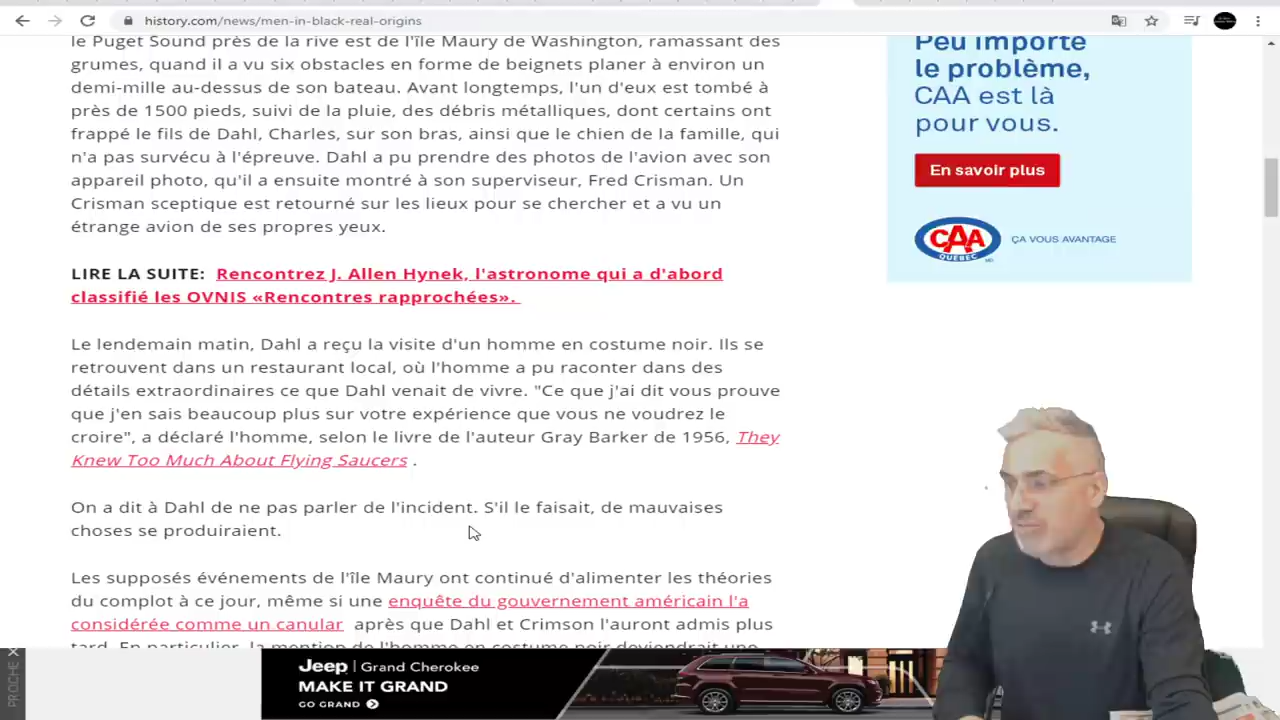 history.com/news/men-in-black-real-origins
le Puget Sound près de la rive est de l'île Maury de Washington, ramassant des
grumes, quand il a vu six obstacles en forme de beignets planer à environ un
demi-mille au-dessus de son bateau. Avant longtemps, l'un d'eux est tombé à
près de 1500 pieds, suivi de la pluie, des débris métalliques, dont certains ont
frappé le fils de Dahl, Charles, sur son bras, ainsi que le chien de la famille, qui
n'a pas survécu à l'épreuve. Dahl a pu prendre des photos de l'avion avec son
appareil photo, qu'il a ensuite montré à son superviseur, Fred Crisman. Un
Crisman sceptique est retourné sur les lieux pour se chercher et a vu un
étrange avion de ses propres yeux.
LIRE LA SUITE: Rencontrez J. Allen Hynek, l'astronome qui a d'abord
classifié les OVNIS «Rencontres rapprochées».
Le lendemain matin, Dahl a reçu la visite d'un homme en costume noir. Ils se
retrouvent dans un restaurant local, où l'homme a pu raconter dans des
détails extraordinaires ce que Dahl venait de vivre. "Ce que j'ai dit vous prouve
que j'en sais beaucoup plus sur votre expérience que vous ne voudrez le
croire", a déclaré l'homme, selon le livre de l'auteur Gray Barker de 1956, They
Knew Too Much About Flying Saucers .
On a dit à Dahl de ne pas parler de l'incident. S'il le faisait, de mauvaises
choses se produiraient.
Les supposés événements de l'île Maury ont continué d'alimenter les théories
du complot à ce jour, même si une enquête du gouvernement américain l'a
considérée comme un canular après que Dahl et Crimson l'auront admis plus
tard. En particulier, la mention de l'homme en costume noir deviendrait une
Peu importe
le problème,
CAA est là
pour vous.
En savoir plus
CAA
QUÉBEC
ÇA VOUS AVANTAGE
PROCHE
Jeep | Grand Cherokee
MAKE IT GRAND
GO GRAND